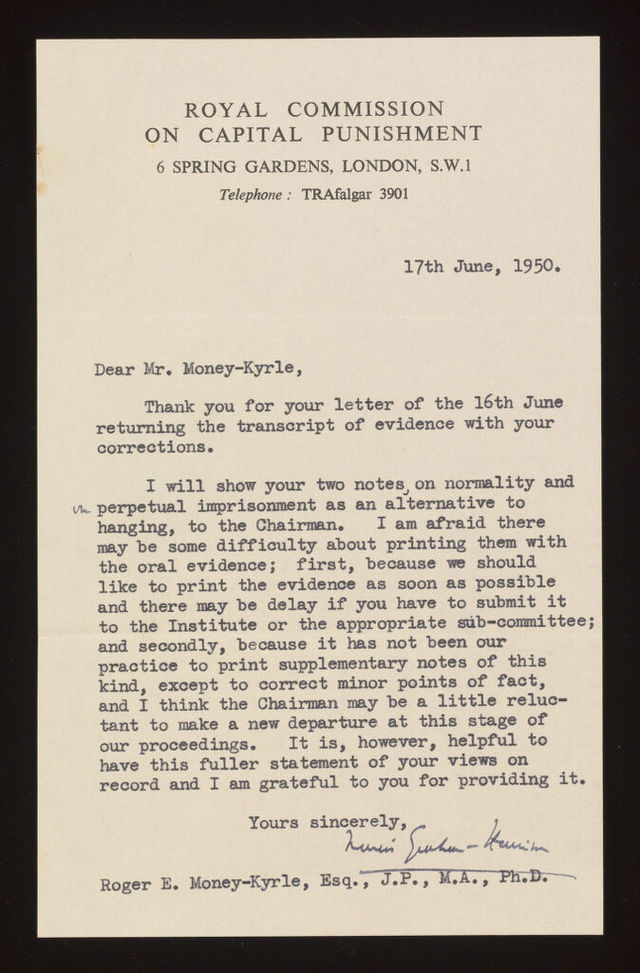 ROYAL COMMISSION
ON CAPITAL PUNISHMENT
6 SPRING GARDENS, LONDON, S.W.1
Telephone : TRAfalgar 3901
17th June, 1950.
Dear Mr. Money-Kyrle,
Thank you for your letter of the 16th June
returning the transcript of evidence with your
corrections.
I will show your two notes, on normality and
on perpetual imprisonment as an alternative to
hanging, to the Chairman. I am afraid there
may be some difficulty about printing them with
the oral evidence; first, because we should
like to print the evidence as soon as possible
and there may be delay if you have to submit it
to the Institute or the appropriate sub-committee;
and secondly, because it has not been our
practice to print supplementary notes of this
kind, except to correct minor points of fact,
and I think the Chairman may be a little reluc-
tant to make a new departure at this stage of
our proceedings. It is, however, helpful to
have this fuller statement of your views on
record and I am grateful to you for providing it.
Yours sincerely,
Francis Graham-Harrison
Roger E. Money-Kyrle, Esq., J.P., M.A., Ph.D.